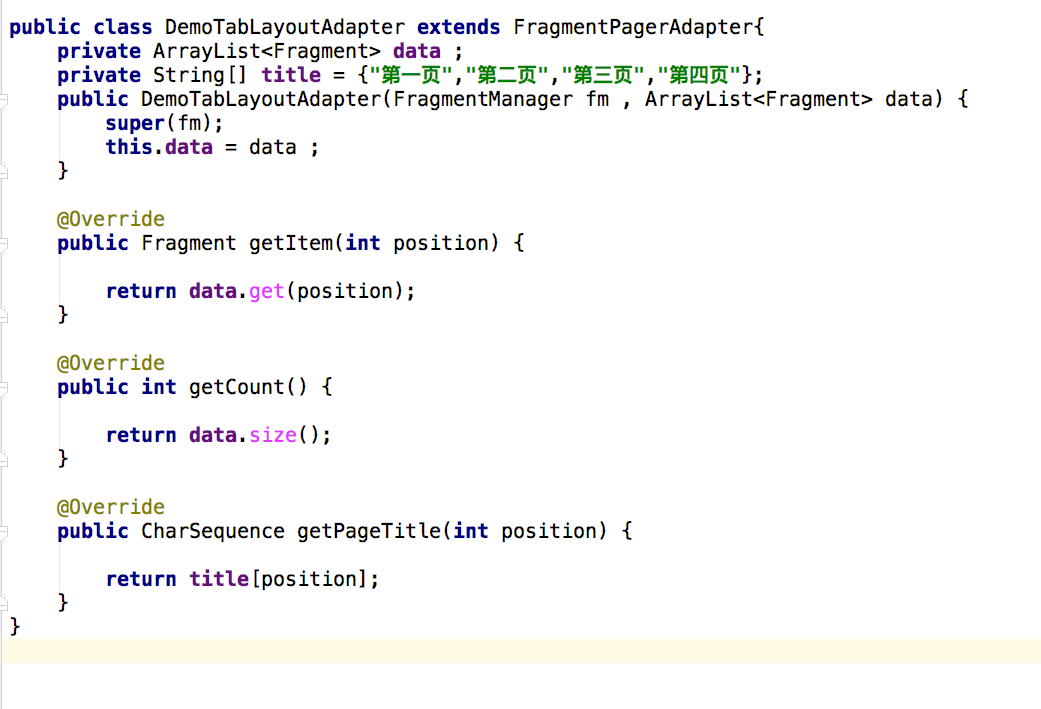 public class DemoTabLayoutAdapter extends FragmentPagerAdapter{
    private ArrayList<Fragment> data ;
    private String[] title = {"第一页","第二页","第三页","第四页"};
    public DemoTabLayoutAdapter(FragmentManager fm , ArrayList<Fragment> data) {
        super(fm);
        this.data = data ;
    }

    @Override
    public Fragment getItem(int position) {

        return data.get(position);
    }

    @Override
    public int getCount() {

        return data.size();
    }

    @Override
    public CharSequence getPageTitle(int position) {

        return title[position];
    }
}